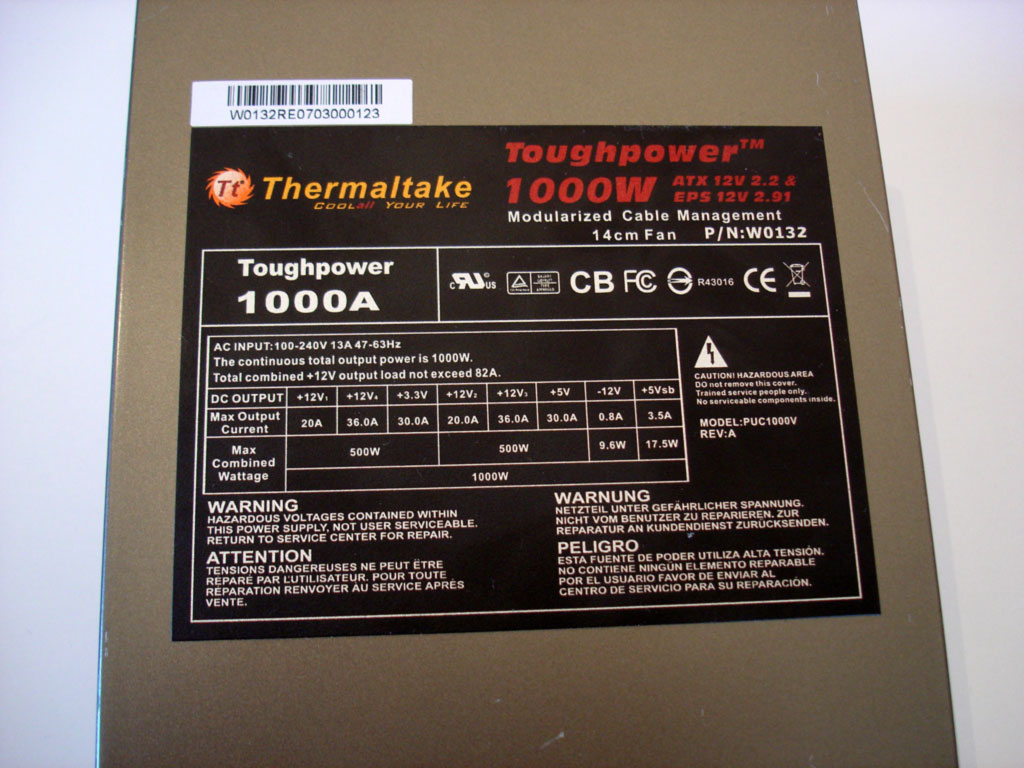 W0132RE0703000123
Toughpower™
Tt Thermaltake
COOLall YOUR LIFE
1000W ATX 12V 2.2 &
EPS 12V 2.91
Modularized Cable Management
14cm Fan P/N:W0132
Toughpower
1000A
c UL us CB FC R43016 CE
AC INPUT:100-240V 13A 47-63Hz
The continuous total output power is 1000W.
Total combined +12V output load not exceed 82A.
DC OUTPUT +12V1 +12V4 +3.3V +12V2 +12V3 +5V -12V +5Vsb
Max Output Current 20A 36.0A 30.0A 20.0A 36.0A 30.0A 0.8A 3.5A
Max Combined Wattage 500W 500W 9.6W 17.5W
1000W
CAUTION! HAZARDOUS AREA
DO not remove this cover.
Trained service people only.
No serviceable components inside.
MODEL:PUC1000V
REV:A
WARNING
HAZARDOUS VOLTAGES CONTAINED WITHIN
THIS POWER SUPPLY, NOT USER SERVICEABLE.
RETURN TO SERVICE CENTER FOR REPAIR.
ATTENTION
TENSIONS DANGEREUSES NE PEUT ËTRE
REPARÉ PAR L'UTILISATEUR. POUR TOUTE
RÉPARATION RENVOYER AU SERVICE APRÉS
VENTE.
WARNUNG
NETZTEIL UNTER GEFÄHRLICHER SPANNUNG.
NICHT VOM BENUTZER ZU REPARIEREN. ZUR
REPARATUR AN KUNDENDIENST ZURÜCKSENDEN.
PELIGRO
ESTA FUENTE DE PODER UTILIZA ALTA TENSIÓN.
NO CONTIENE NINGÚN ELEMENTO REPARABLE
POR EL USUARIO FAVOR DE ENVIAR AL
CENTRO DE SERVICIO PARA SU REPARACIÓN.